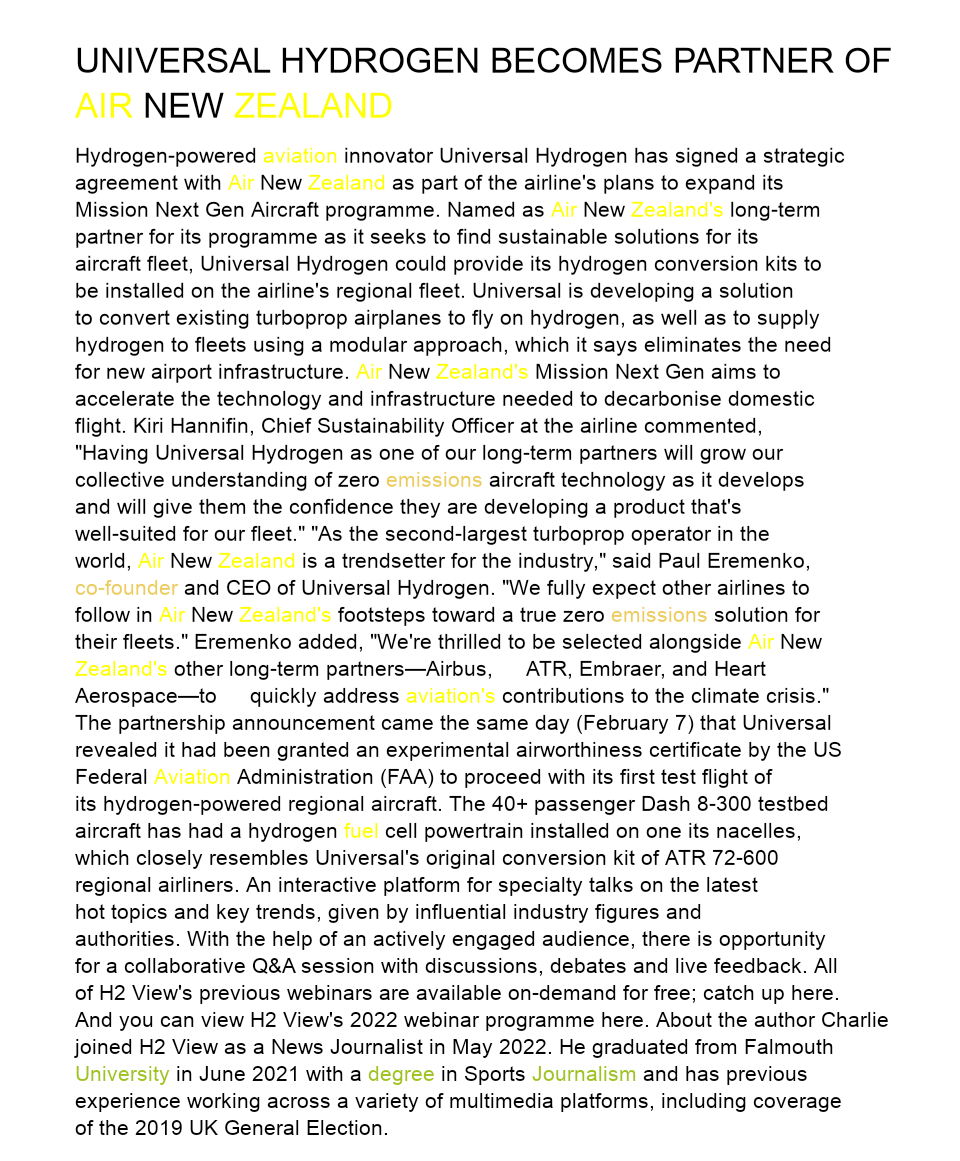 UNIVERSAL HYDROGEN BECOMES PARTNER OF
AIR NEW ZEALAND
Hydrogen-powered aviation innovator Universal Hydrogen has signed a strategic
agreement with Air New Zealand as part of the airline's plans to expand its
Mission Next Gen Aircraft programme. Named as Air New Zealand's long-term
partner for its programme as it seeks to find sustainable solutions for its
aircraft fleet, Universal Hydrogen could provide its hydrogen conversion kits to
be installed on the airline's regional fleet. Universal is developing a solution
to convert existing turboprop airplanes to fly on hydrogen, as well as to supply
hydrogen to fleets using a modular approach, which it says eliminates the need
for new airport infrastructure. Air New Zealand's Mission Next Gen aims to
accelerate the technology and infrastructure needed to decarbonise domestic
flight. Kiri Hannifin, Chief Sustainability Officer at the airline commented,
"Having Universal Hydrogen as one of our long-term partners will grow our
collective understanding of zero emissions aircraft technology as it develops
and will give them the confidence they are developing a product that's
well-suited for our fleet." "As the second-largest turboprop operator in the
world, Air New Zealand is a trendsetter for the industry," said Paul Eremenko,
co-founder and CEO of Universal Hydrogen. "We fully expect other airlines to
follow in Air New Zealand's footsteps toward a true zero emissions solution for
their fleets." Eremenko added, "We're thrilled to be selected alongside Air New
Zealand's other long-term partners—Airbus, ATR, Embraer, and Heart
Aerospace—to quickly address aviation's contributions to the climate crisis."
The partnership announcement came the same day (February 7) that Universal
revealed it had been granted an experimental airworthiness certificate by the US
Federal Aviation Administration (FAA) to proceed with its first test flight of
its hydrogen-powered regional aircraft. The 40+ passenger Dash 8-300 testbed
aircraft has had a hydrogen fuel cell powertrain installed on one its nacelles,
which closely resembles Universal's original conversion kit of ATR 72-600
regional airliners. An interactive platform for specialty talks on the latest
hot topics and key trends, given by influential industry figures and
authorities. With the help of an actively engaged audience, there is opportunity
for a collaborative Q&A session with discussions, debates and live feedback. All
of H2 View's previous webinars are available on-demand for free; catch up here.
And you can view H2 View's 2022 webinar programme here. About the author Charlie
joined H2 View as a News Journalist in May 2022. He graduated from Falmouth
University in June 2021 with a degree in Sports Journalism and has previous
experience working across a variety of multimedia platforms, including coverage
of the 2019 UK General Election.